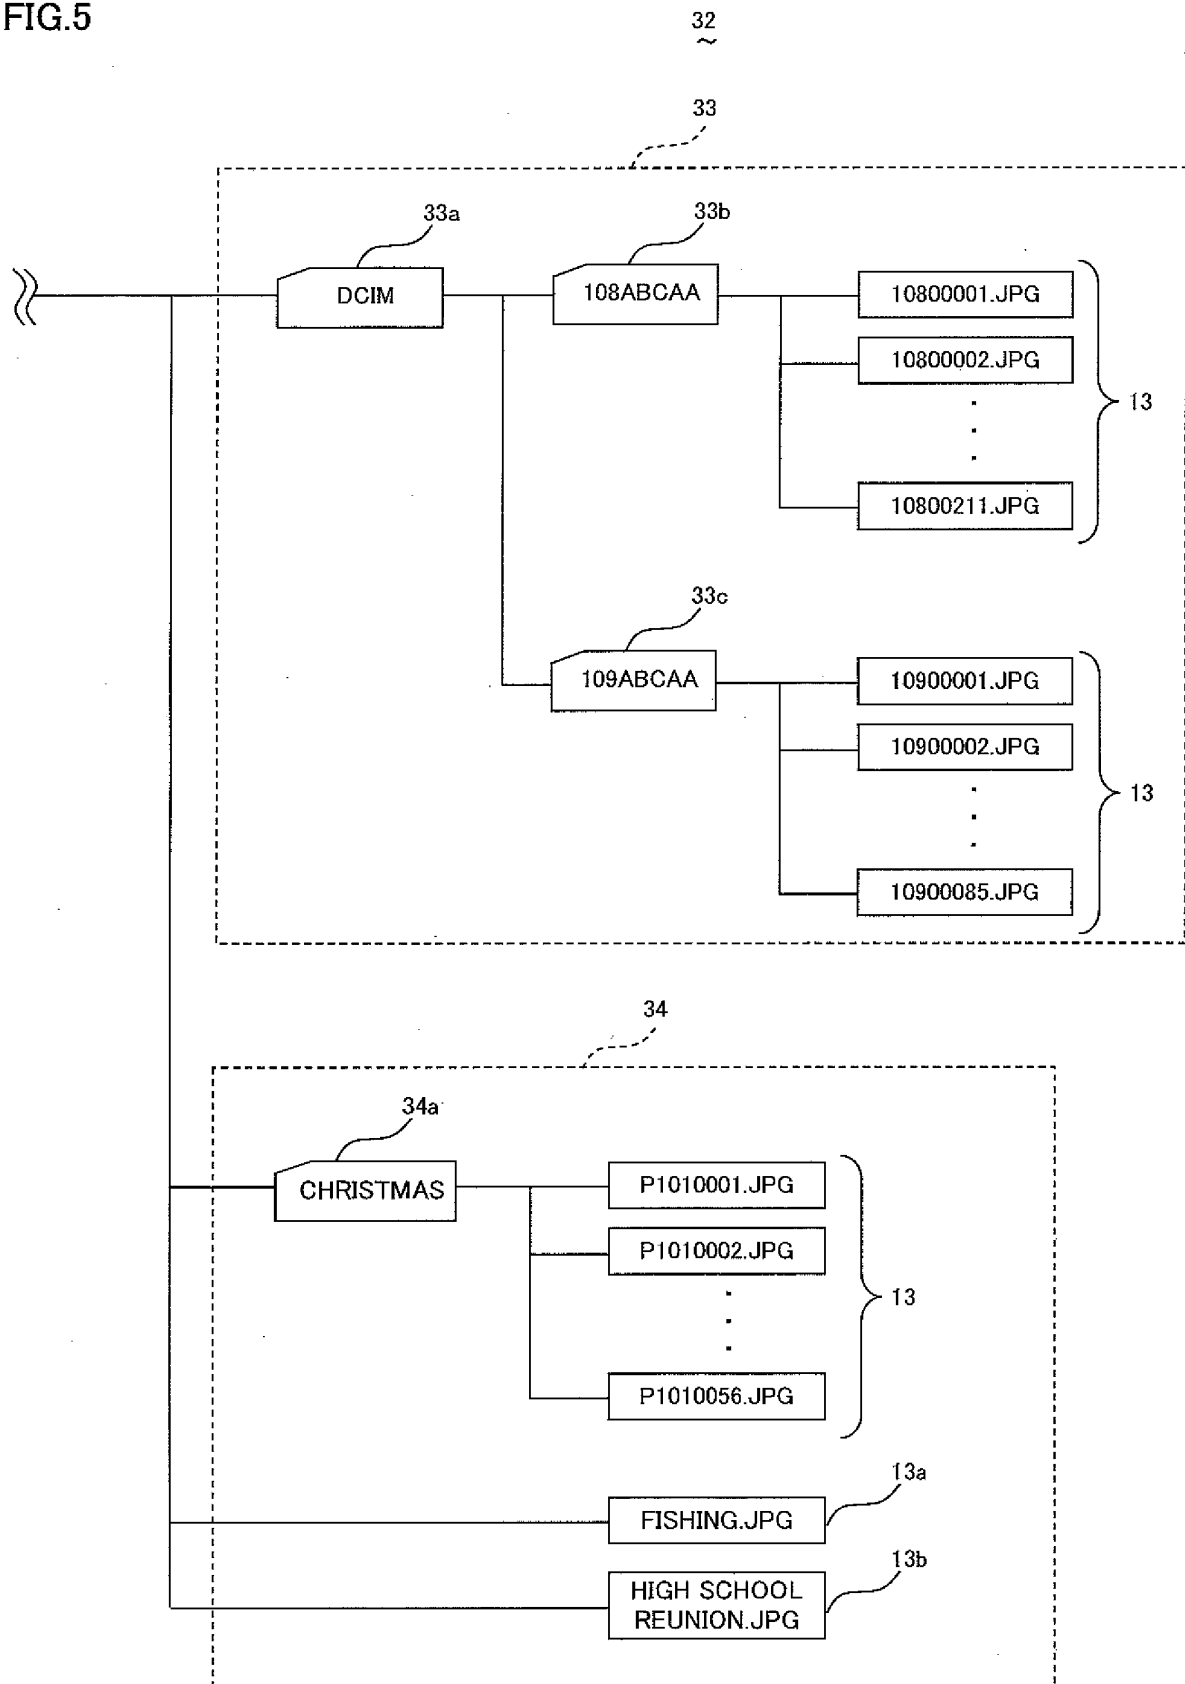 FIG.5
32
33
33a
33b
DCIM
108ABCAA
10800001.JPG
10800002.JPG
13
10800211.JPG
33c
109ABCAA
10900001.JPG
10900002.JPG
13
10900085.JPG
34
34a
CHRISTMAS
P1010001.JPG
P1010002.JPG
13
P1010056.JPG
13a
FISHING.JPG
13b
HIGH SCHOOL
REUNION.JPG